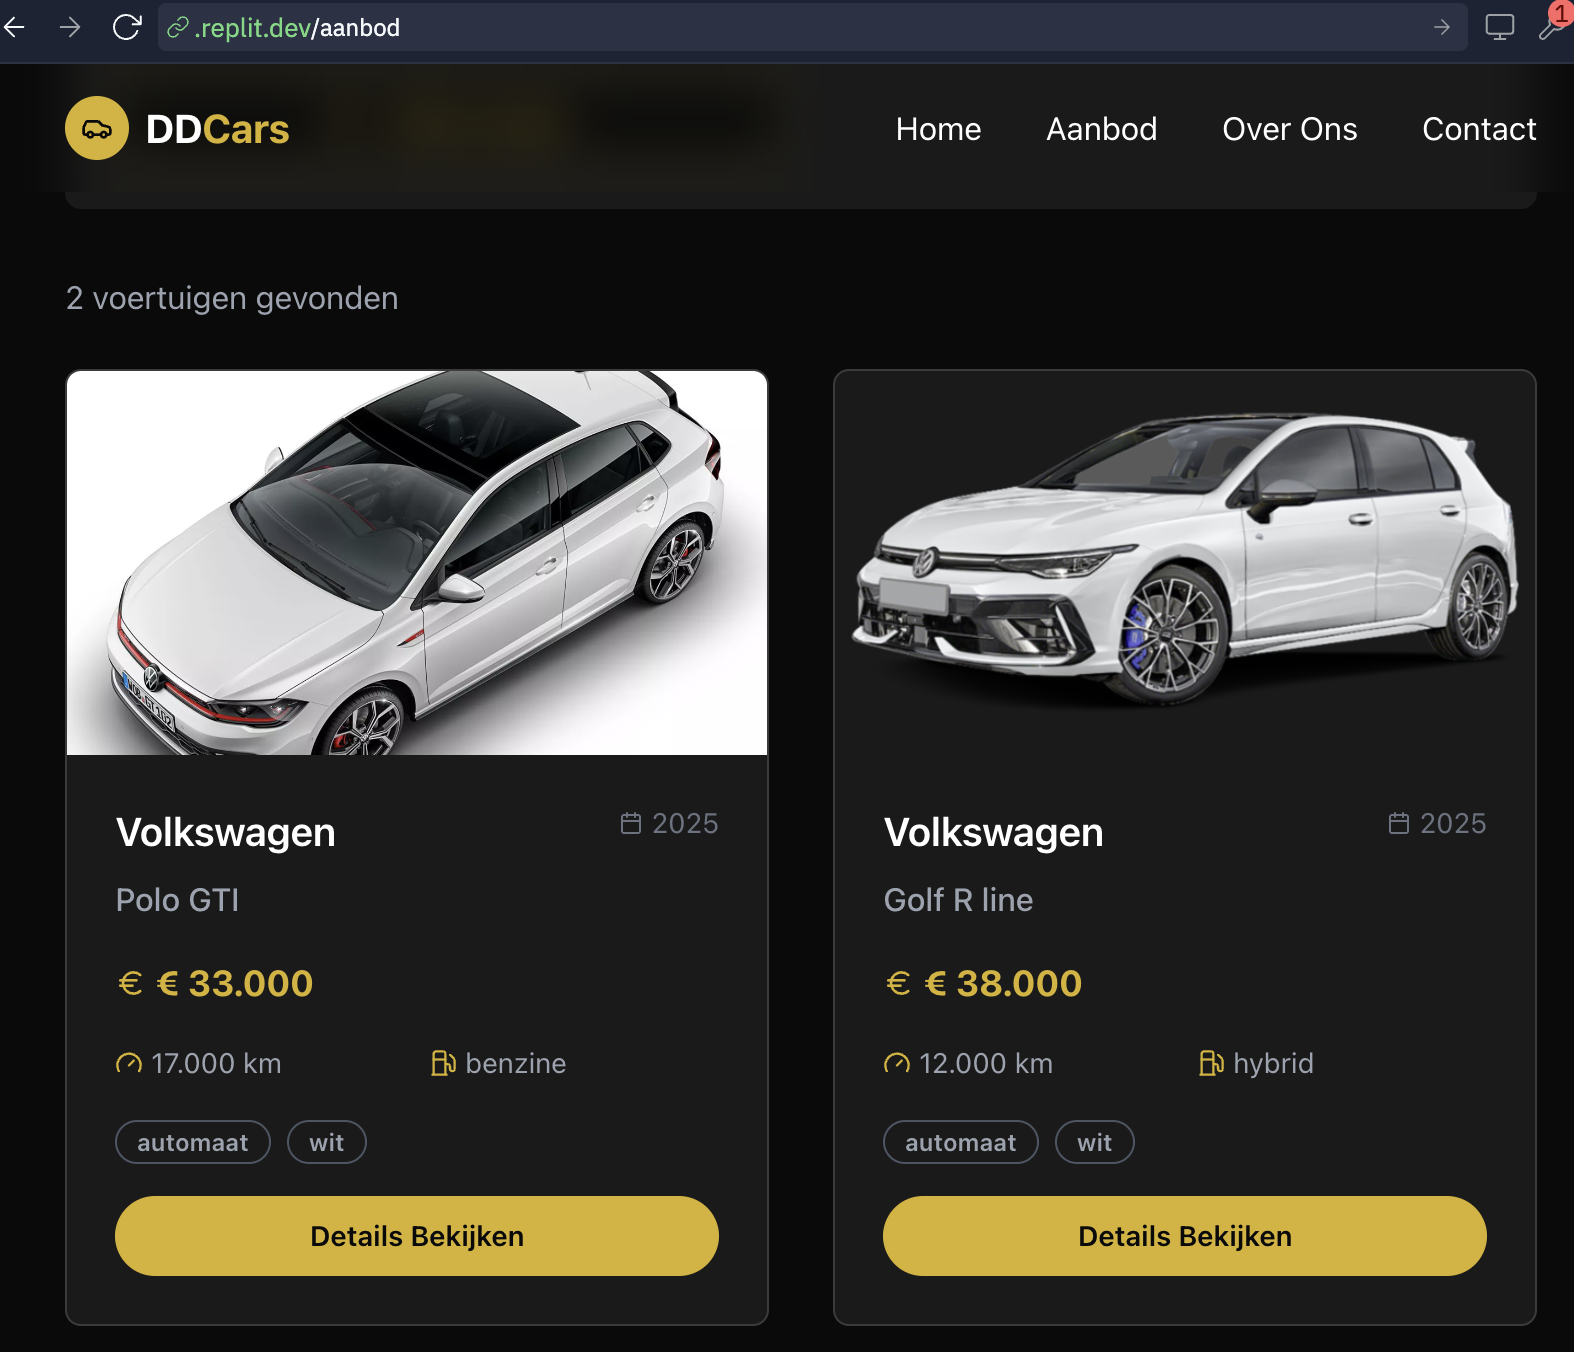 .replit.dev/aanbod
1
DDCars
Home Aanbod Over Ons Contact
2 voertuigen gevonden
Volkswagen
2025
Polo GTI
€ € 33.000
17.000 km benzine
automaat wit
Details Bekijken
Volkswagen
2025
Golf R line
€ € 38.000
12.000 km hybrid
automaat wit
Details Bekijken